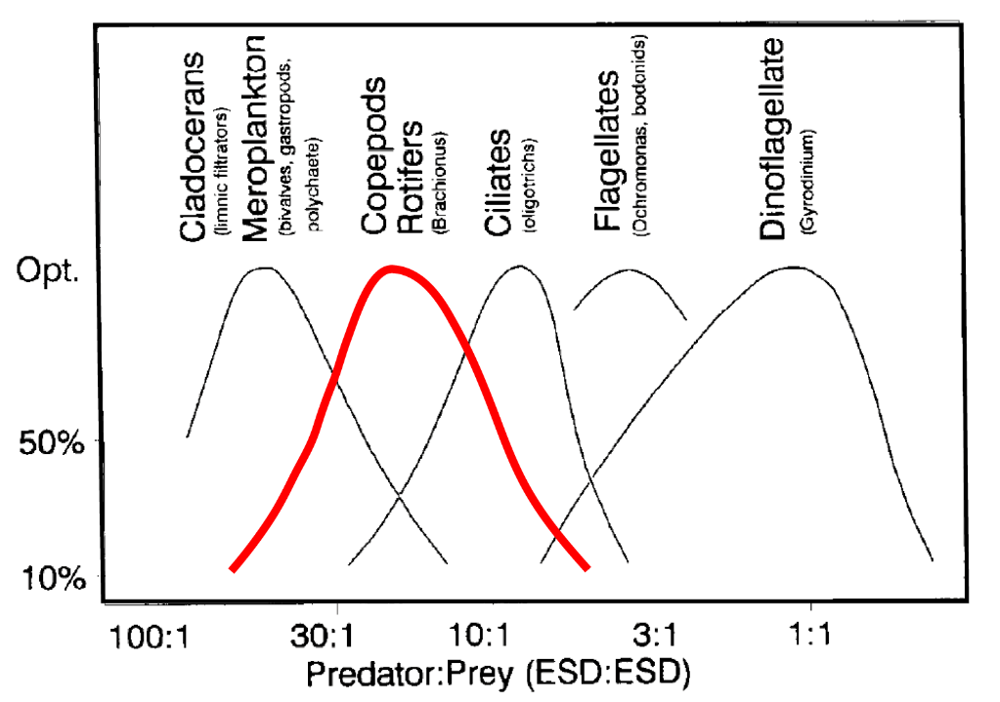 Cladocerans
(limnic filtrators)
Meroplankton
(bivalves, gastropods,
polychaete)
Copepods
Rotifers
(Brachionus)
Ciliates
(oligotrichs)
Flagellates
(Ochromonas, bodonids)
Dinoflagellate
(Gyrodinium)
Opt.
50%
10%
100:1 30:1 10:1 3:1 1:1
Predator:Prey (ESD:ESD)